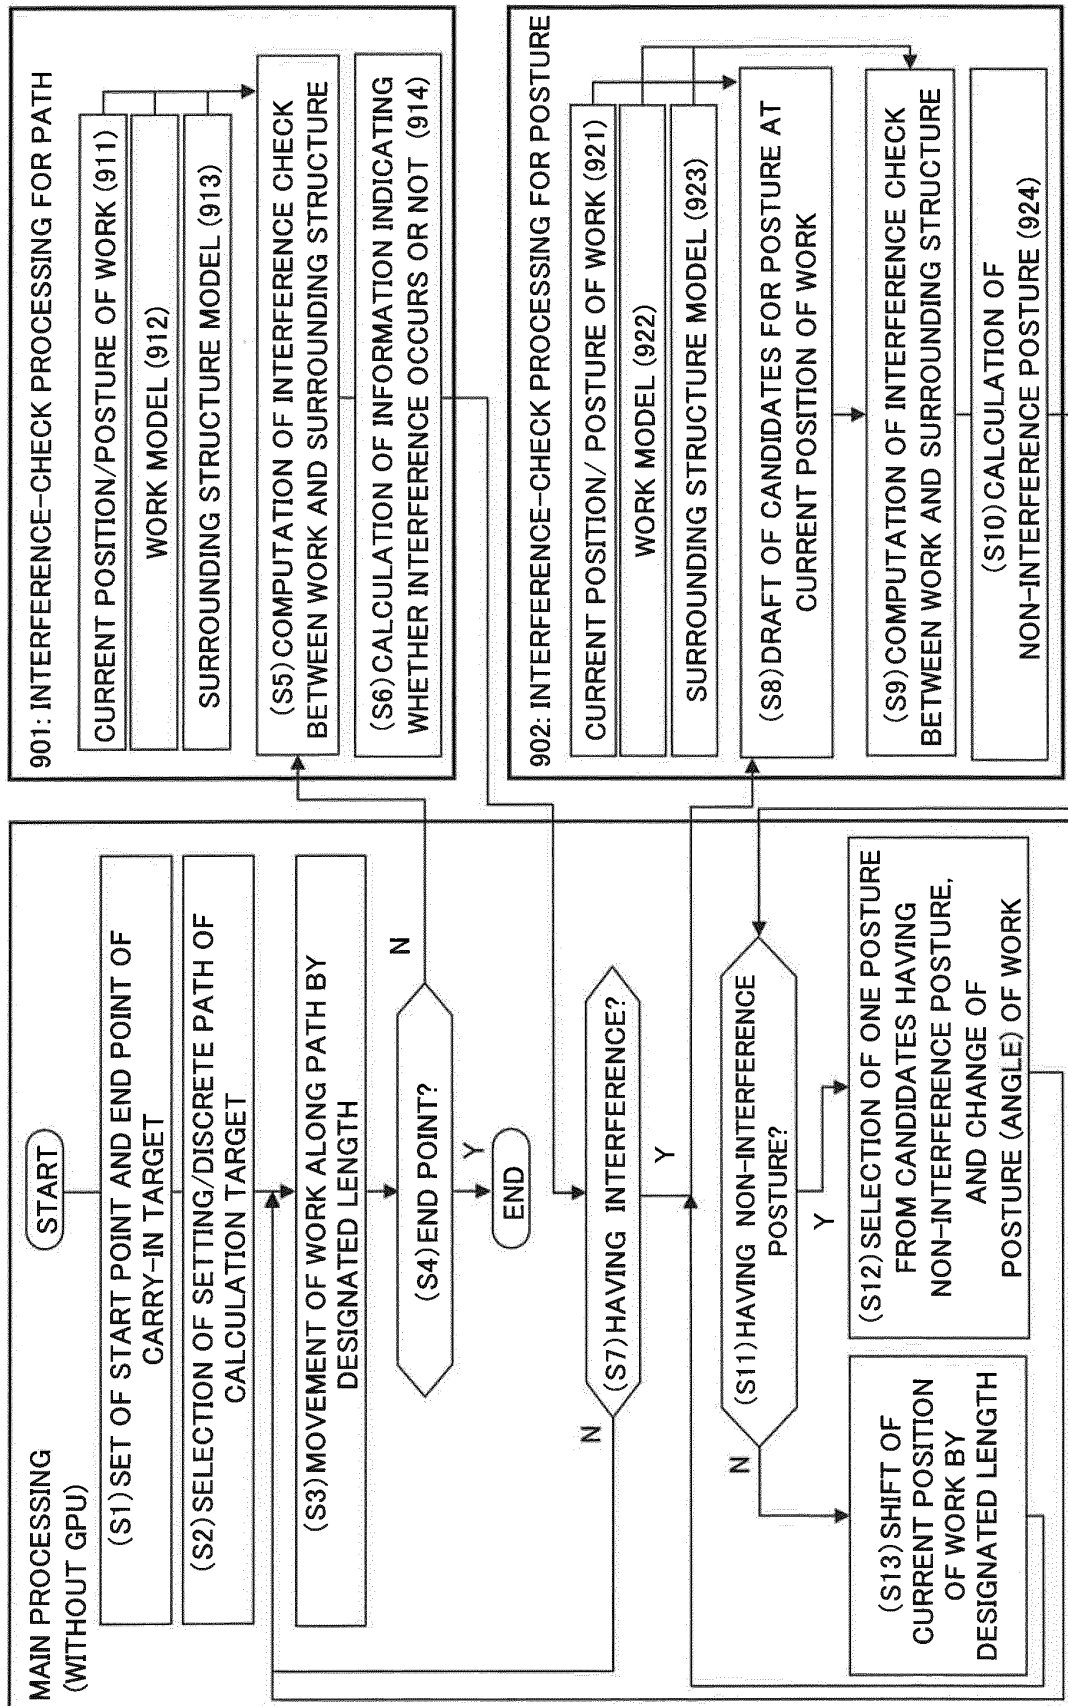 MAIN PROCESSING
(WITHOUT GPU)
START
(S1)SET OF START POINT AND END POINT OF
CARRY-IN TARGET
(S2)SELECTION OF SETTING/DISCRETE PATH OF
CALCULATION TARGET
(S3)MOVEMENT OF WORK ALONG PATH BY
DESIGNATED LENGTH
(S4)END POINT?
N
Y
END
(S7)HAVING INTERFERENCE?
N
Y
(S11)HAVING NON-INTERFERENCE
POSTURE?
N
Y
(S13)SHIFT OF
CURRENT POSITION
OF WORK BY
DESIGNATED LENGTH
(S12)SELECTION OF ONE POSTURE
FROM CANDIDATES HAVING
NON-INTERFERENCE POSTURE,
AND CHANGE OF
POSTURE (ANGLE) OF WORK
901: INTERFERENCE-CHECK PROCESSING FOR PATH
CURRENT POSITION/POSTURE OF WORK (911)
WORK MODEL (912)
SURROUNDING STRUCTURE MODEL (913)
(S5)COMPUTATION OF INTERFERENCE CHECK
BETWEEN WORK AND SURROUNDING STRUCTURE
(S6)CALCULATION OF INFORMATION INDICATING
WHETHER INTERFERENCE OCCURS OR NOT (914)
902: INTERFERENCE-CHECK PROCESSING FOR POSTURE
CURRENT POSITION/ POSTURE OF WORK (921)
WORK MODEL (922)
SURROUNDING STRUCTURE MODEL (923)
(S8)DRAFT OF CANDIDATES FOR POSTURE AT
CURRENT POSITION OF WORK
(S9)COMPUTATION OF INTERFERENCE CHECK
BETWEEN WORK AND SURROUNDING STRUCTURE
(S10)CALCULATION OF
NON-INTERFERENCE POSTURE (924)